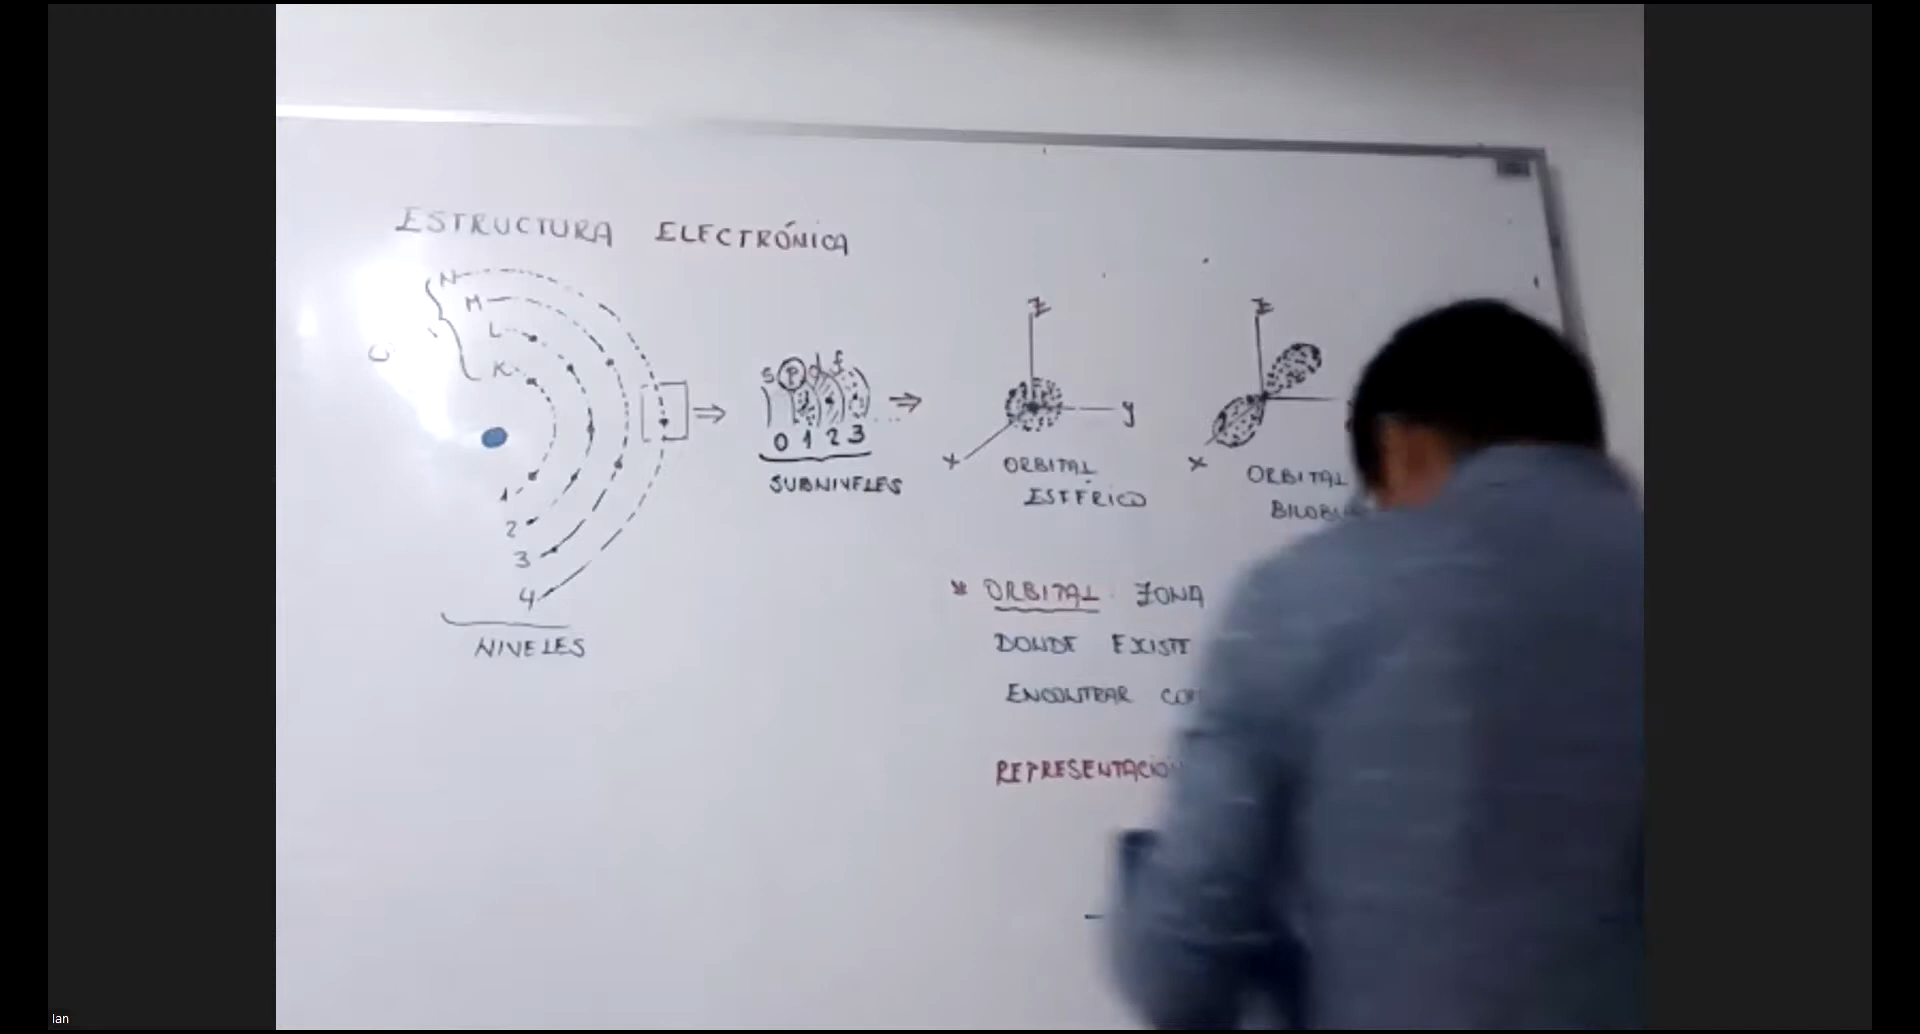 ESTRUCTURA ELECTRÓNICA
N
M
L
K
1
2
3
4
NIVELES
s p d f
0 1 2 3
SUBNIVELES
Z
y
x
ORBITAL
ESFÉRICO
Z
x
ORBITAL
* ORBITAL: ZONA
DONDE EXISTE
ENCONTRAR
REPRESENTACIÓN
Ian